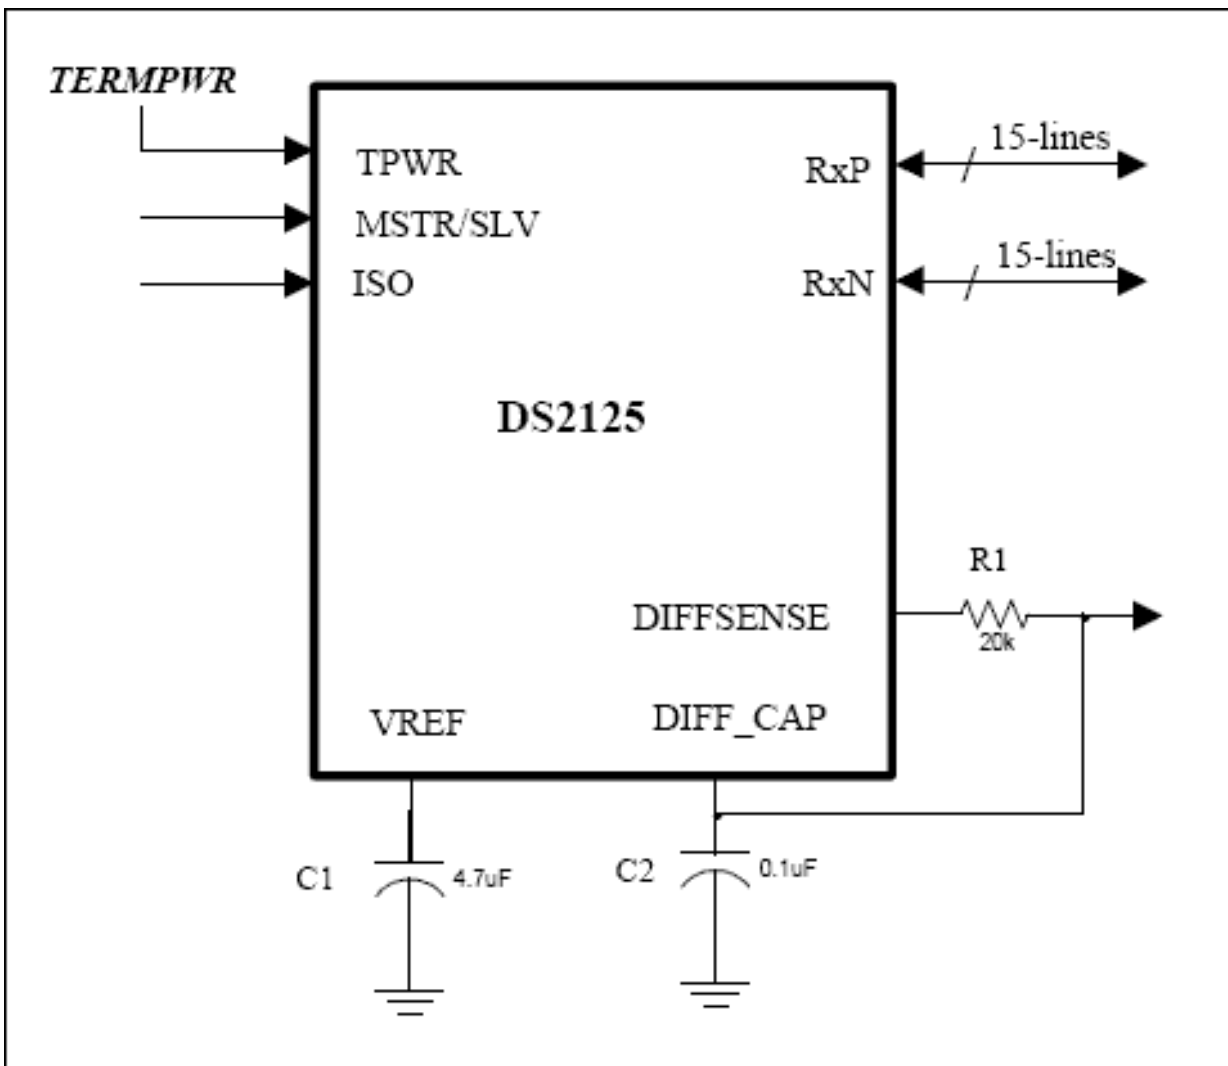 TERMPWR
TPWR
MSTR/SLV
ISO
RxP
15-lines
RxN
15-lines
DS2125
R1
20k
DIFFSENSE
VREF
DIFF_CAP
C1
4.7uF
C2
0.1uF